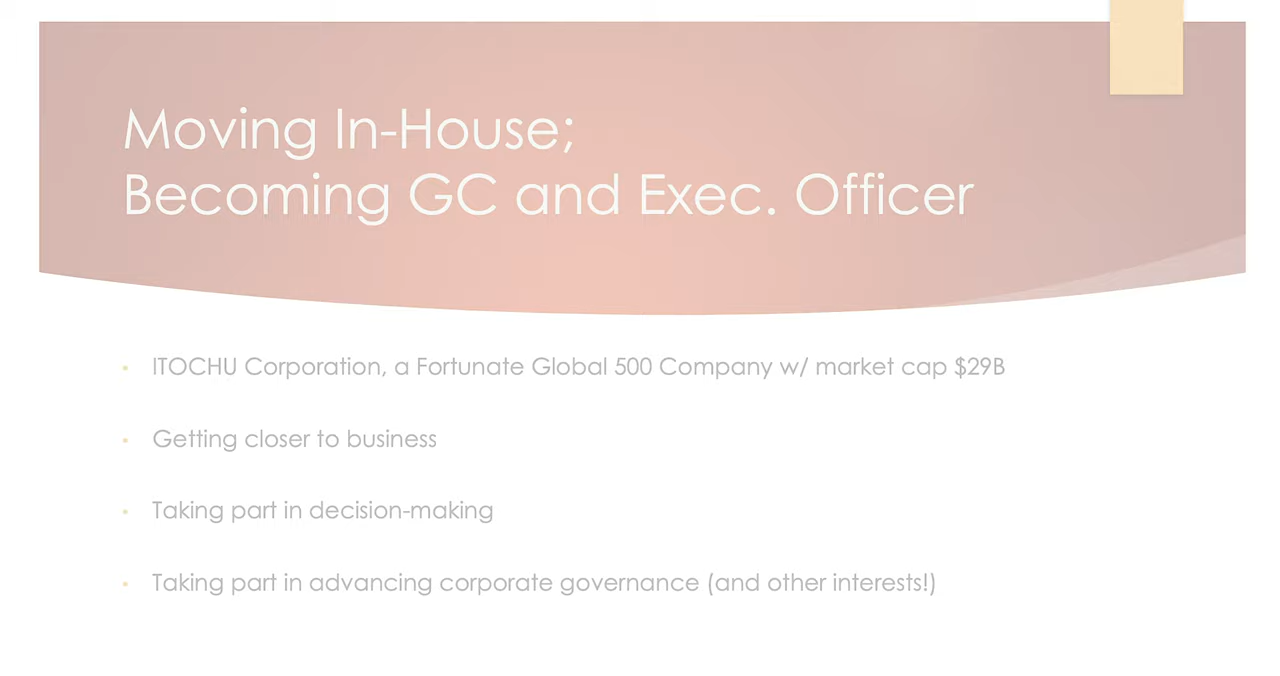 Moving In-House;
Becoming GC and Exec. Officer
ITOCHU Corporation, a Fortunate Global 500 Company w/ market cap $29B
Getting closer to business
Taking part in decision-making
Taking part in advancing corporate governance (and other interests!)